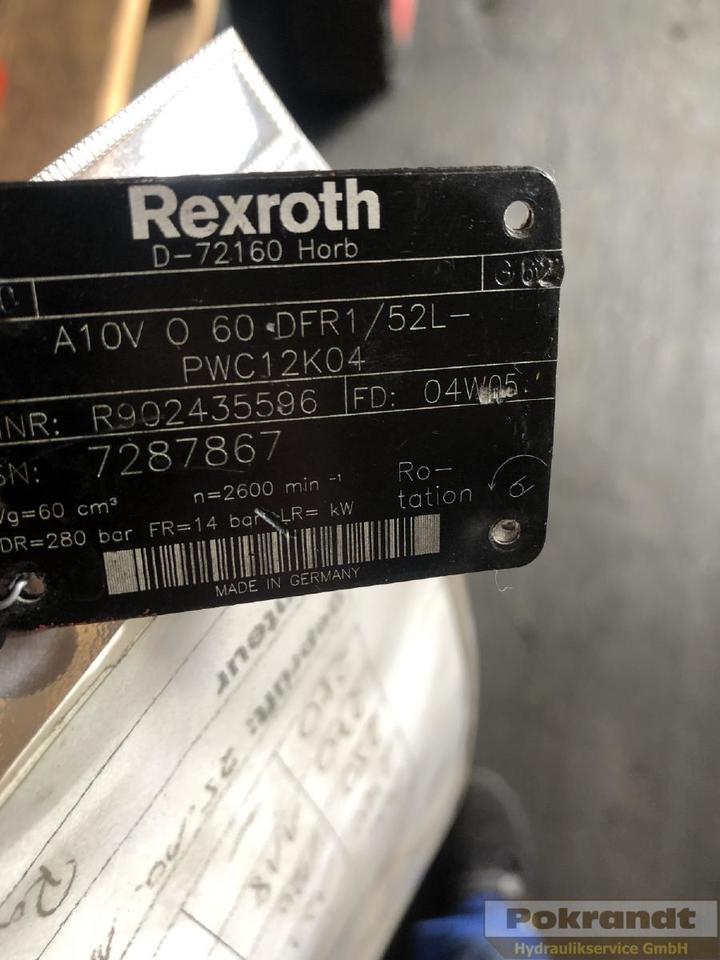 Rexroth
D-72160 Horb
A10V O 60 DFR1/52L-
PWC12K04
NR: R902435596 FD: 04W05
SN: 7287867
Vg=60 cm³ n=2600 min -1 Ro-
tation
DR=280 bar FR=14 bar LR= kW
MADE IN GERMANY
Pokrandt
Hydraulikservice GmbH